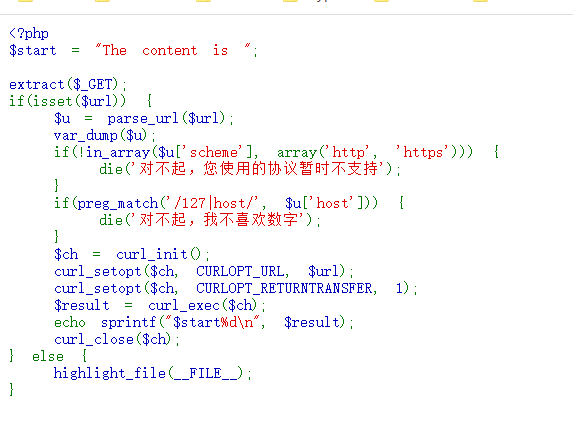 <?php
$start = "The content is ";

extract($_GET);
if(isset($url)) {
      $u = parse_url($url);
      var_dump($u);
      if(!in_array($u['scheme'], array('http', 'https'))) {
            die('对不起，您使用的协议暂时不支持');
      }
      if(preg_match('/127|host/', $u['host'])) {
            die('对不起，我不喜欢数字');
      }
      $ch = curl_init();
      curl_setopt($ch, CURLOPT_URL, $url);
      curl_setopt($ch, CURLOPT_RETURNTRANSFER, 1);
      $result = curl_exec($ch);
      echo sprintf("$start%d\n", $result);
      curl_close($ch);
} else {
      highlight_file(__FILE__);
}